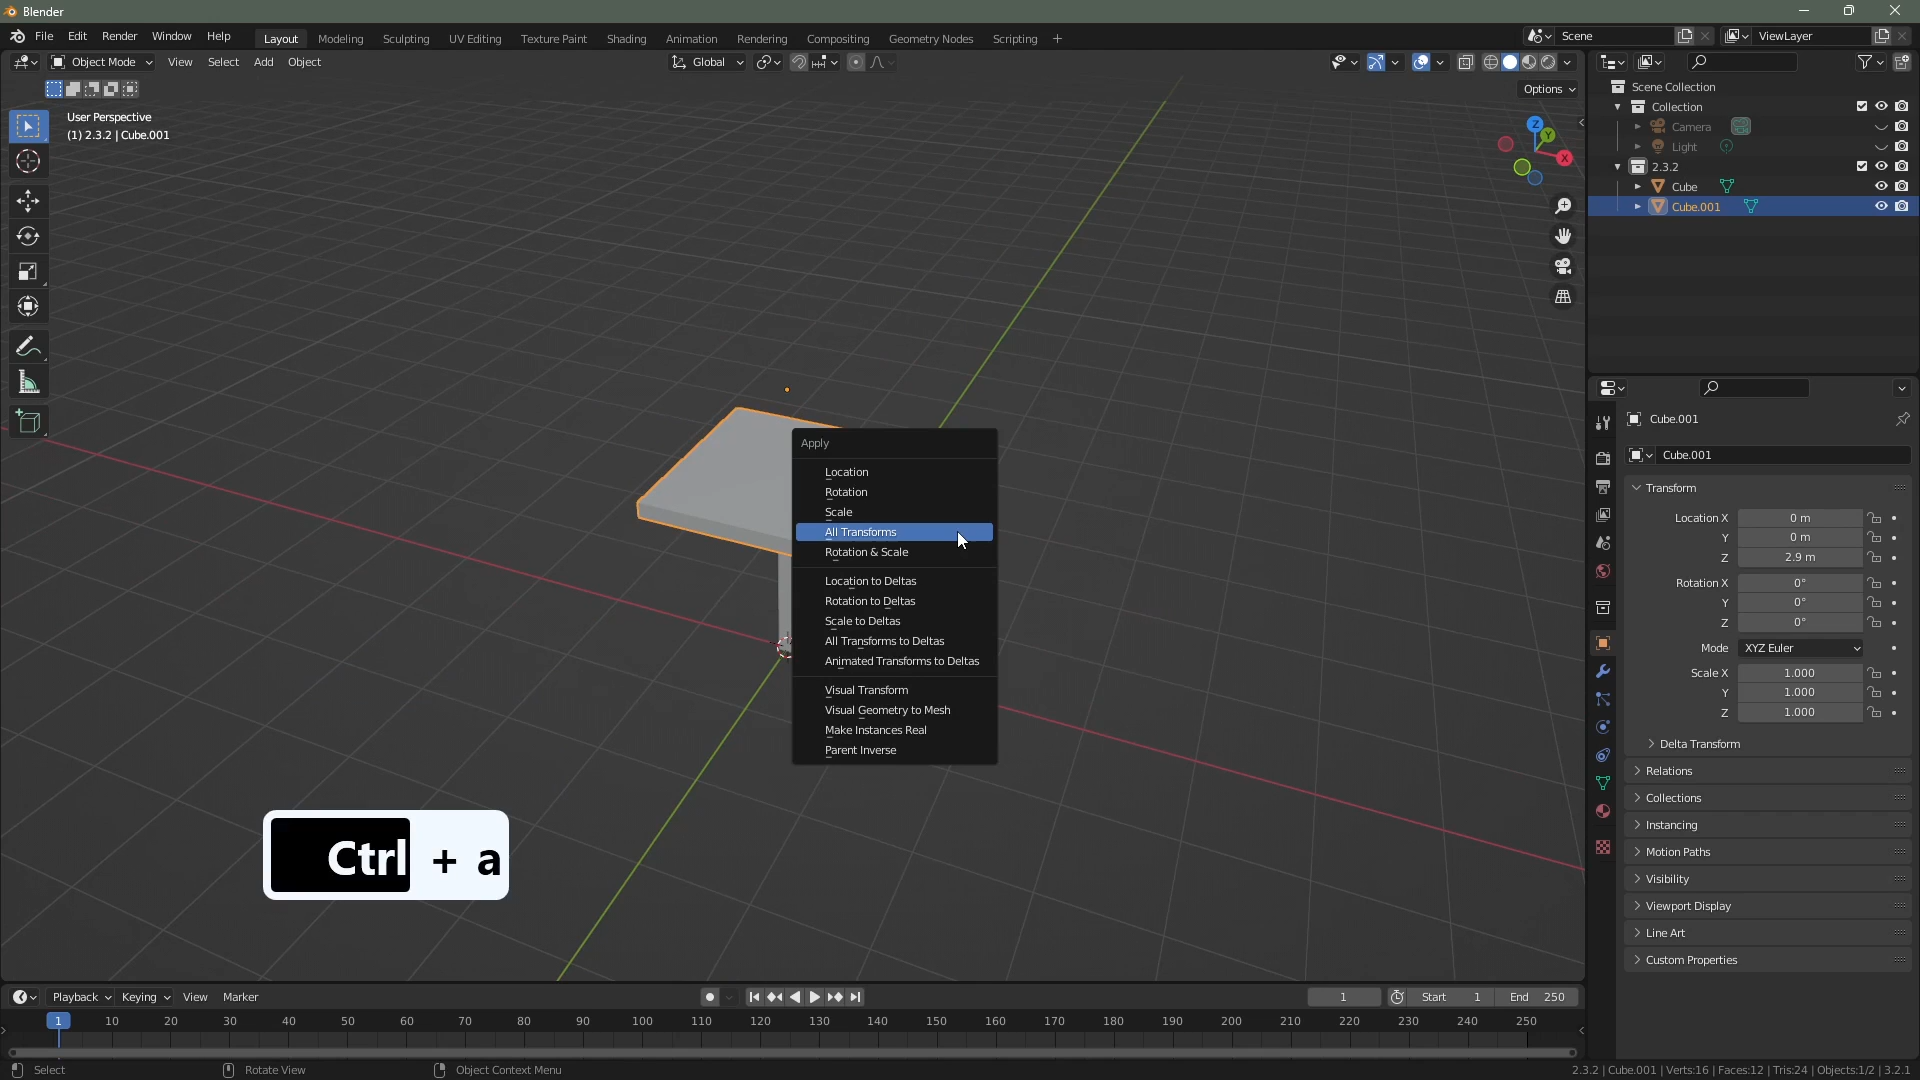 Blender
File Edit Render Window Help Layout Modeling Sculpting UV Editing Texture Paint Shading Animation Rendering Compositing Geometry Nodes Scripting + Scene ViewLayer
Object Mode View Select Add Object Global
Options
User Perspective
(1) 2.3.2 | Cube.001
Z
Y
X
Scene Collection
Collection
Camera
Light
2.3.2
Cube
Cube.001
Apply
Location
Rotation
Scale
All Transforms
Rotation & Scale
Location to Deltas
Rotation to Deltas
Scale to Deltas
All Transforms to Deltas
Animated Transforms to Deltas
Visual Transform
Visual Geometry to Mesh
Make Instances Real
Parent Inverse
Ctrl + a
Cube.001
Cube.001
Transform
Location X 0 m
Y 0 m
Z 2.9 m
Rotation X 0°
Y 0°
Z 0°
Mode XYZ Euler
Scale X 1.000
Y 1.000
Z 1.000
Delta Transform
Relations
Collections
Instancing
Motion Paths
Visibility
Viewport Display
Line Art
Custom Properties
Playback Keying View Marker 1 Start 1 End 250
1 10 20 30 40 50 60 70 80 90 100 110 120 130 140 150 160 170 180 190 200 210 220 230 240 250
Select Rotate View Object Context Menu 2.3.2 | Cube.001 | Verts:16 | Faces:12 | Tris:24 | Objects:1/2 | 3.2.1